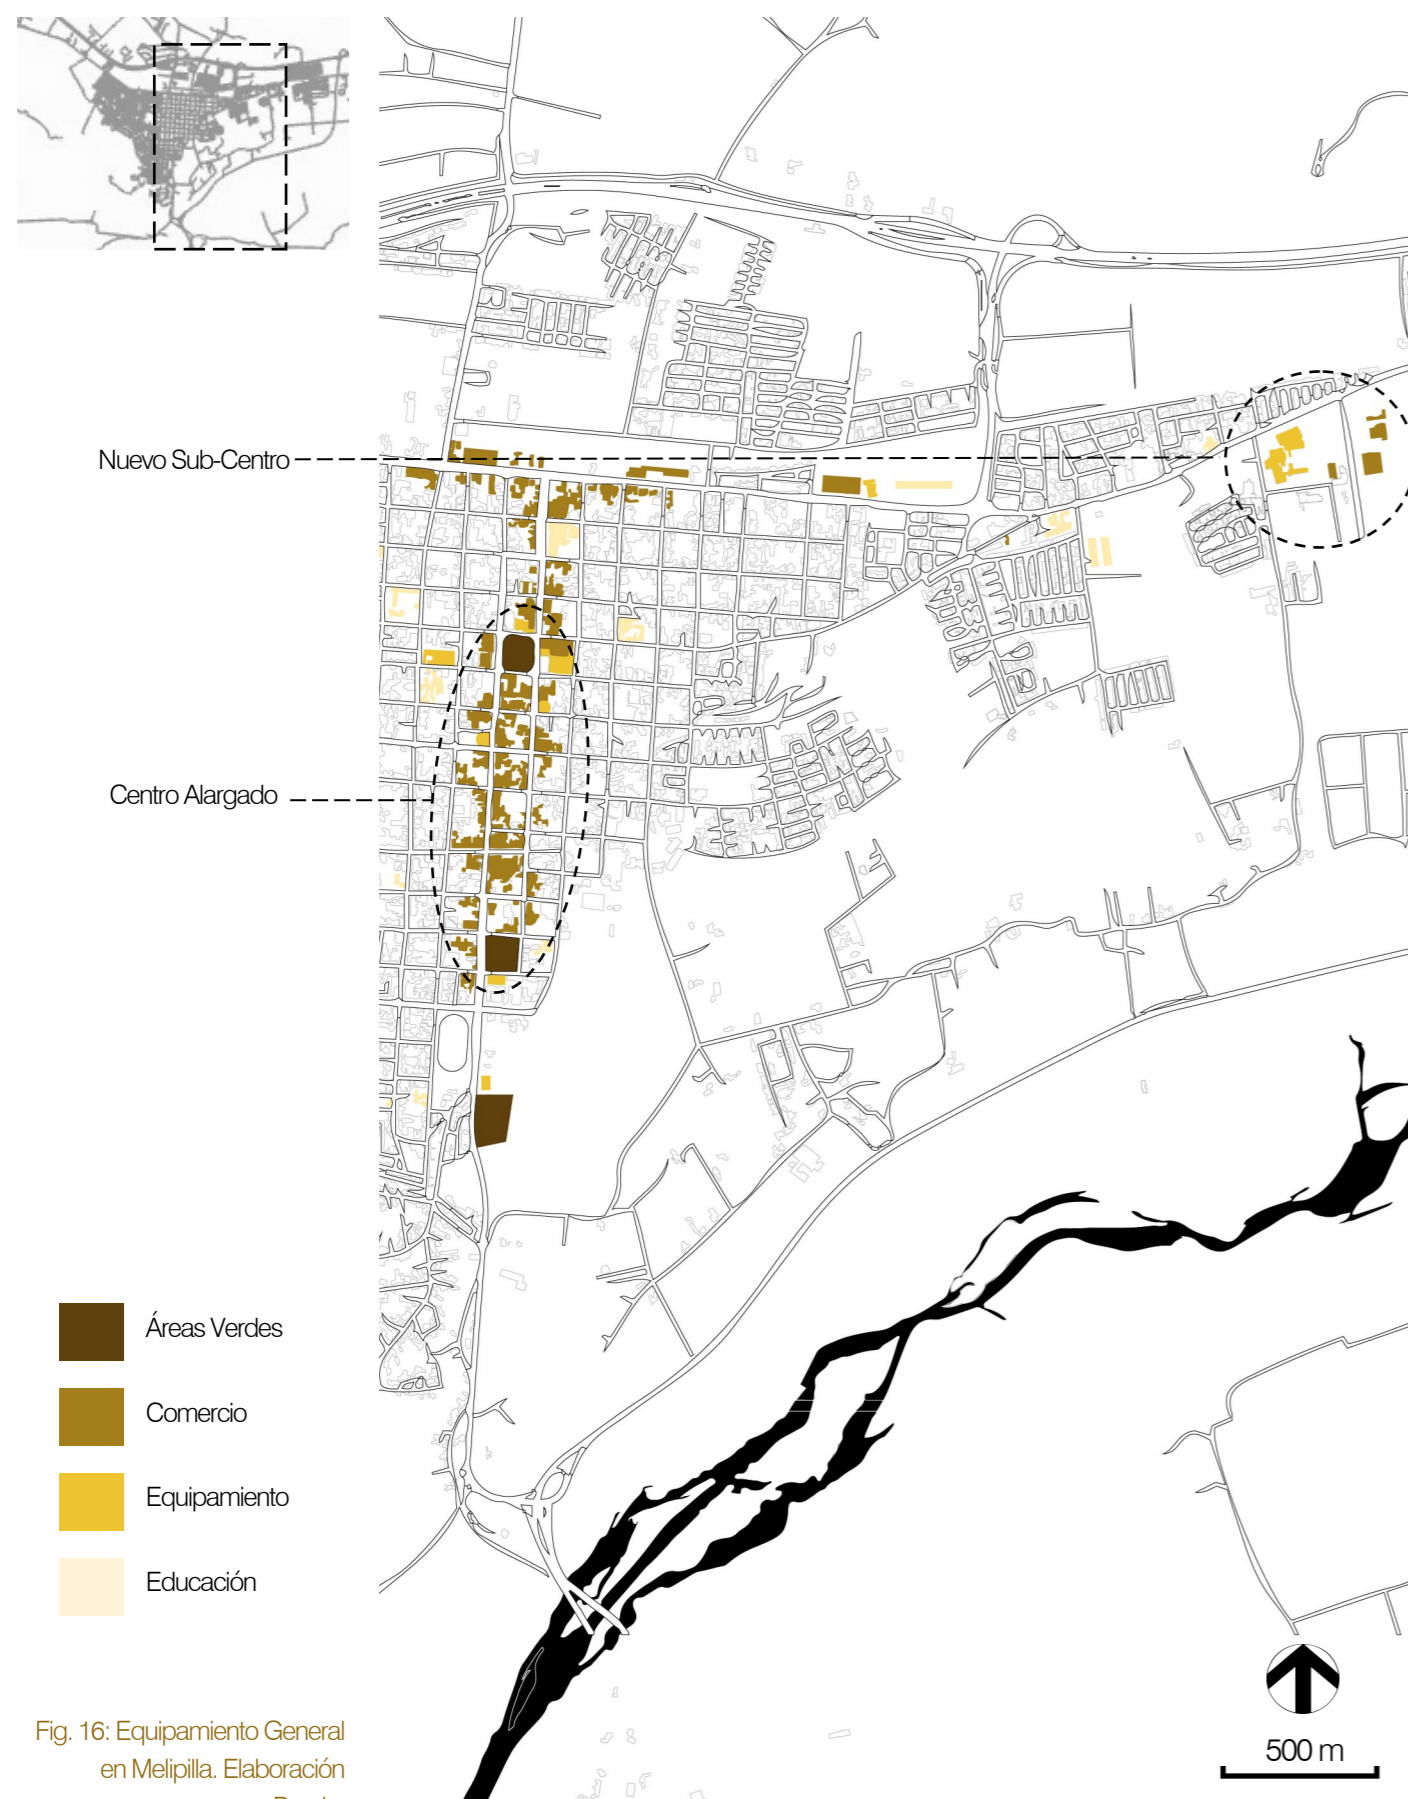 Nuevo Sub-Centro
Centro Alargado
Áreas Verdes
Comercio
Equipamiento
Educación
Fig. 16: Equipamiento General
en Melipilla. Elaboración
500 m